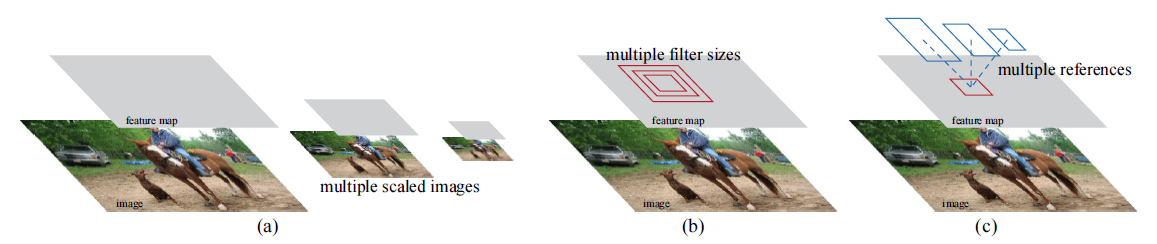 feature map
image
multiple scaled images
(a)
multiple filter sizes
feature map
image
(b)
multiple references
feature map
image
(c)